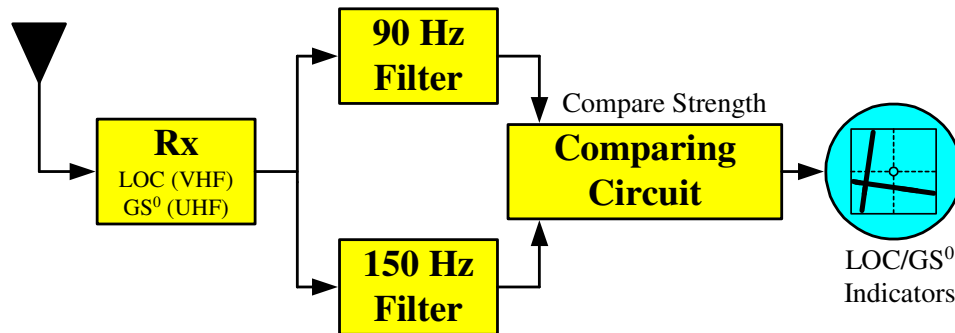 90 Hz
Filter
Compare Strength
Rx
LOC (VHF)
GS⁰ (UHF)
Comparing
Circuit
150 Hz
Filter
LOC/GS⁰
Indicators